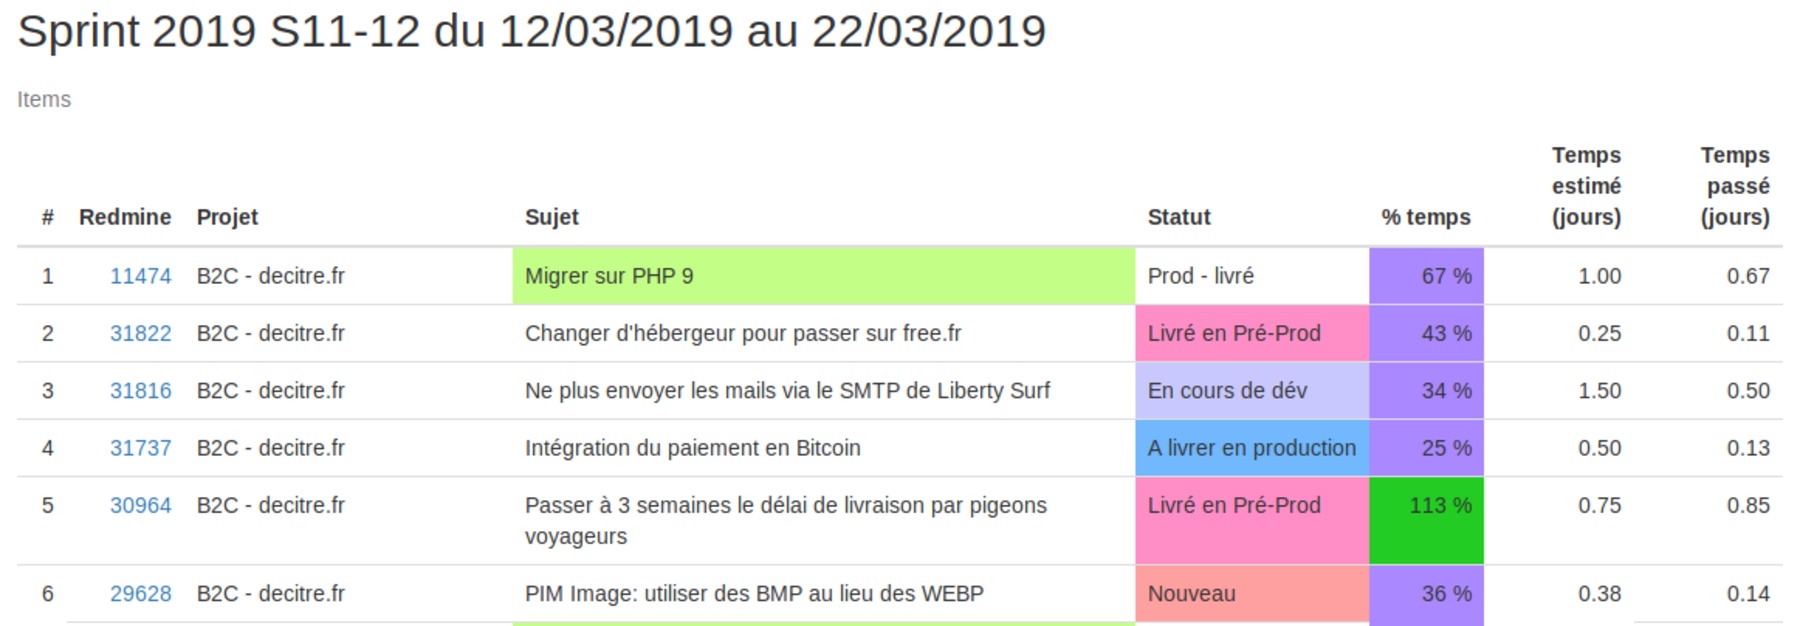 Sprint 2019 S11-12 du 12/03/2019 au 22/03/2019
Items
Temps Temps
estimé passé
# Redmine Projet Sujet Statut % temps (jours) (jours)
1 11474 B2C - decitre.fr Migrer sur PHP 9 Prod - livré 67 % 1.00 0.67
2 31822 B2C - decitre.fr Changer d'hébergeur pour passer sur free.fr Livré en Pré-Prod 43 % 0.25 0.11
3 31816 B2C - decitre.fr Ne plus envoyer les mails via le SMTP de Liberty Surf En cours de dév 34 % 1.50 0.50
4 31737 B2C - decitre.fr Intégration du paiement en Bitcoin A livrer en production 25 % 0.50 0.13
5 30964 B2C - decitre.fr Passer à 3 semaines le délai de livraison par pigeons Livré en Pré-Prod 113 % 0.75 0.85
voyageurs
6 29628 B2C - decitre.fr PIM Image: utiliser des BMP au lieu des WEBP Nouveau 36 % 0.38 0.14